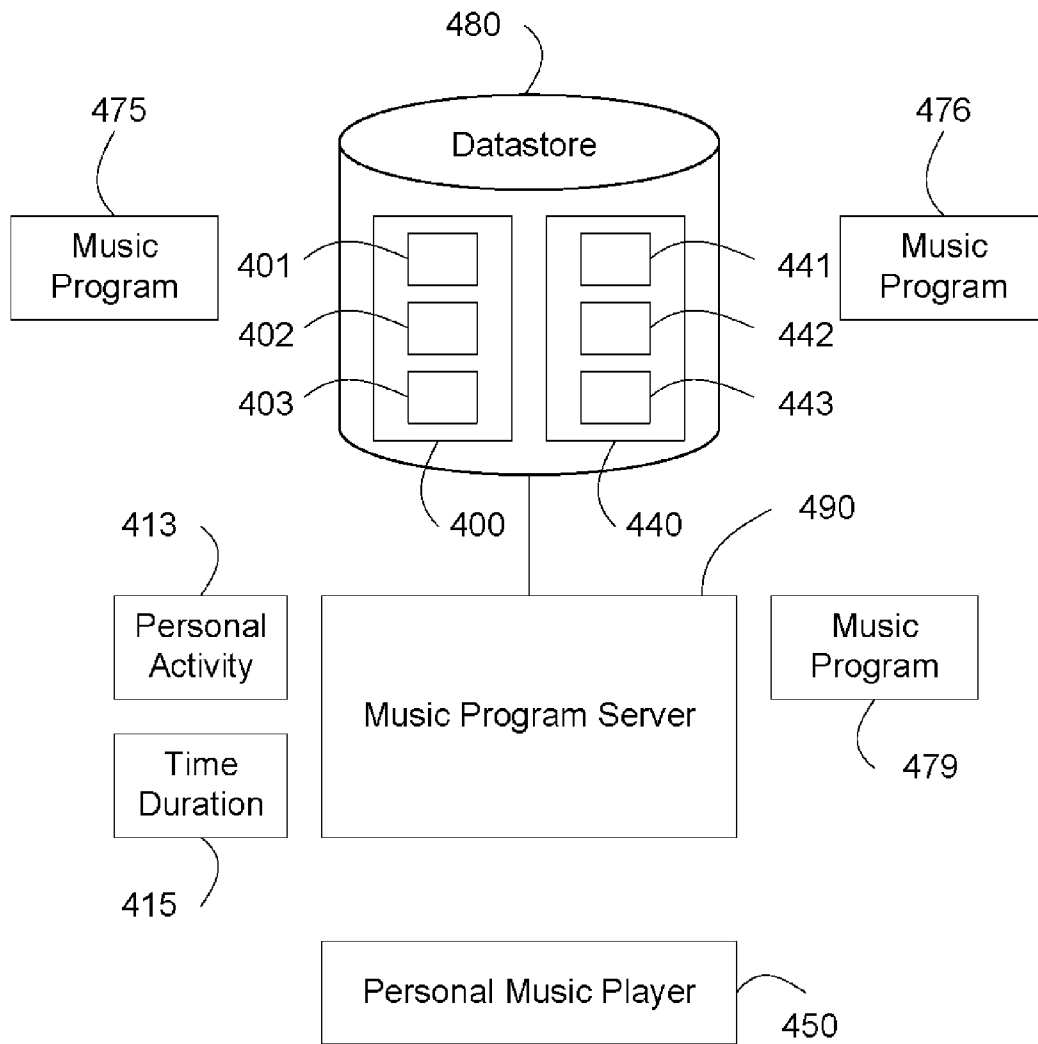 480
475
476
Datastore
Music
Program
Music
Program
401
441
402
442
403
443
413
400
440
490
Personal
Activity
Music Program Server
Music
Program
Time
Duration
479
415
Personal Music Player
450